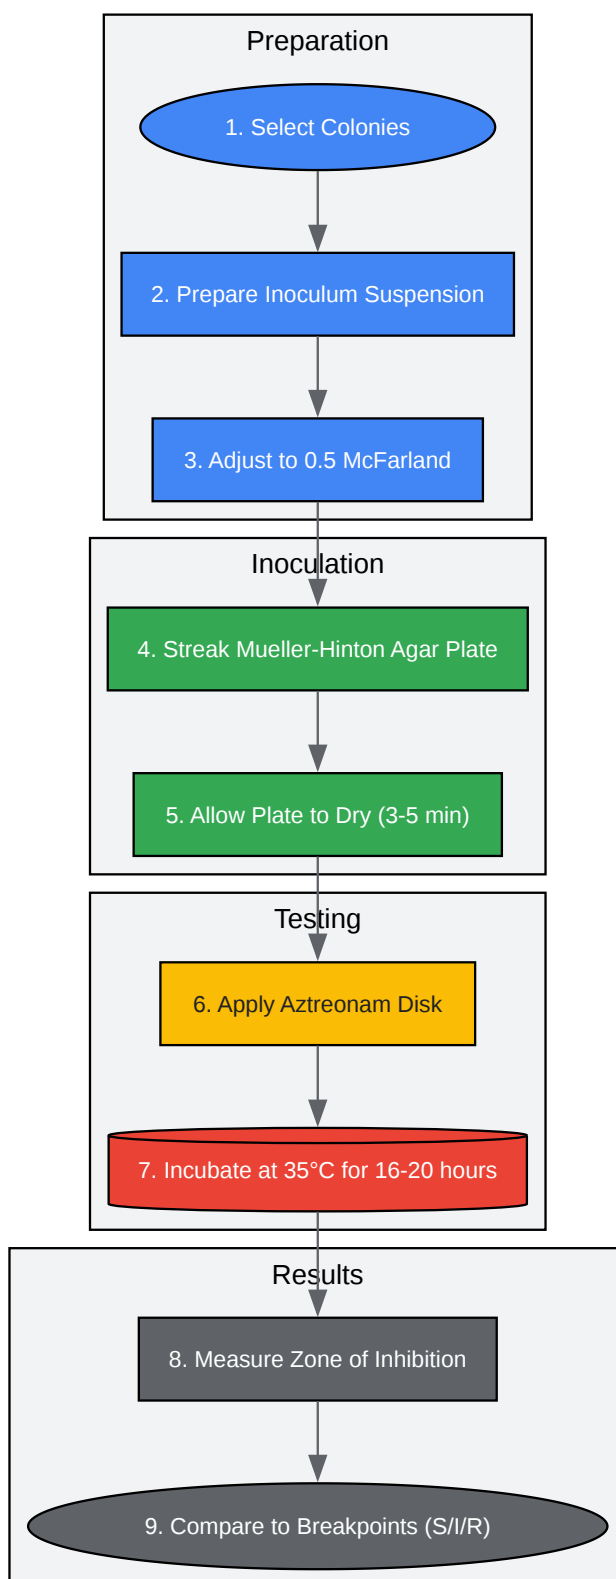 Preparation
1. Select Colonies
2. Prepare Inoculum Suspension
3. Adjust to 0.5 McFarland
Inoculation
4. Streak Mueller-Hinton Agar Plate
5. Allow Plate to Dry (3-5 min)
Testing
6. Apply Aztreonam Disk
7. Incubate at 35°C for 16-20 hours
Results
8. Measure Zone of Inhibition
9. Compare to Breakpoints (S/I/R)